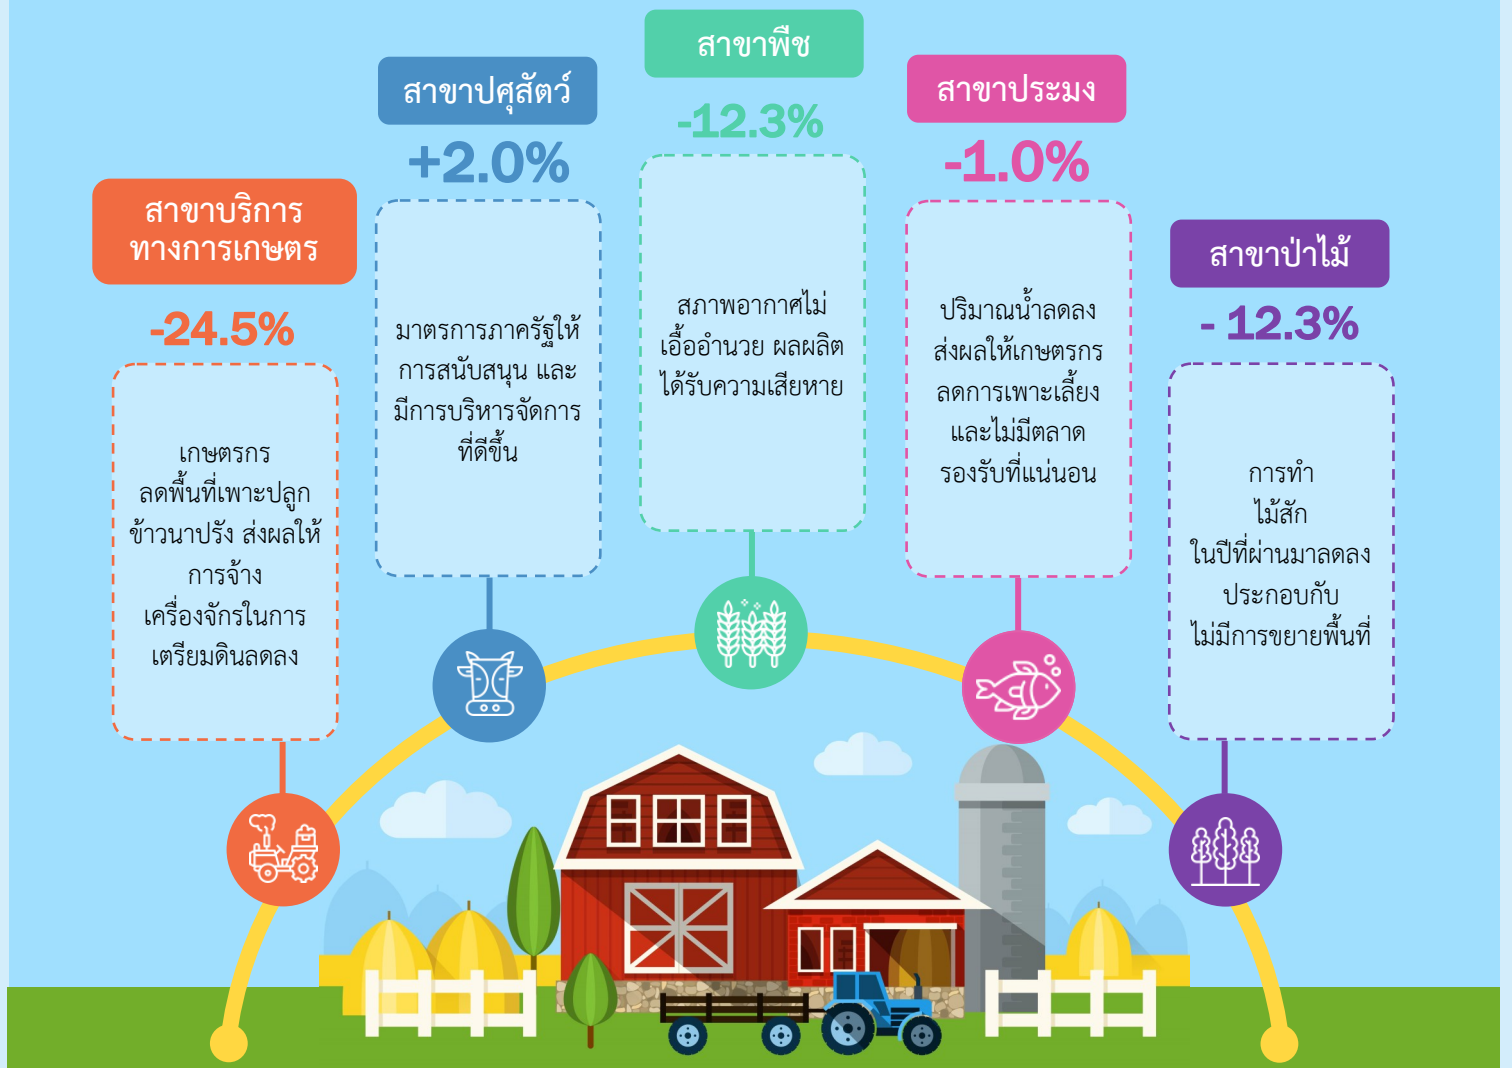 สาขาบริการ
ทางการเกษตร
-24.5%
เกษตรกร
ลดพื้นที่เพาะปลูก
ข้าวนาปรัง ส่งผลให้
การจ้าง
เครื่องจักรในการ
เตรียมดินลดลง
สาขาปศุสัตว์
+2.0%
มาตรการภาครัฐให้
การสนับสนุน และ
มีการบริหารจัดการ
ที่ดีขึ้น
สาขาพืช
-12.3%
สภาพอากาศไม่
เอื้ออำนวย ผลผลิต
ได้รับความเสียหาย
สาขาประมง
-1.0%
ปริมาณน้ำลดลง
ส่งผลให้เกษตรกร
ลดการเพาะเลี้ยง
และไม่มีตลาด
รองรับที่แน่นอน
สาขาป่าไม้
- 12.3%
การทำ
ไม้สัก
ในปีที่ผ่านมาลดลง
ประกอบกับ
ไม่มีการขยายพื้นที่